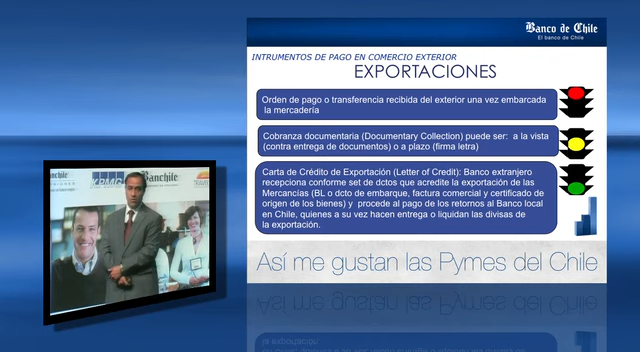 Banco de Chile
El banco de Chile
INTRUMENTOS DE PAGO EN COMERCIO EXTERIOR
EXPORTACIONES
Orden de pago o transferencia recibida del exterior una vez embarcada
la mercadería
Cobranza documentaria (Documentary Collection) puede ser: a la vista
(contra entrega de documentos) o a plazo (firma letra)
Carta de Crédito de Exportación (Letter of Credit): Banco extranjero
recepciona conforme set de dctos que acredite la exportación de las
Mercancías (BL o dcto de embarque, factura comercial y certificado de
origen de los bienes) y procede al pago de los retornos al Banco local
en Chile, quienes a su vez hacen entrega o liquidan las divisas de
la exportación.
Así me gustan las Pymes del Chile
KPMG
Banchile